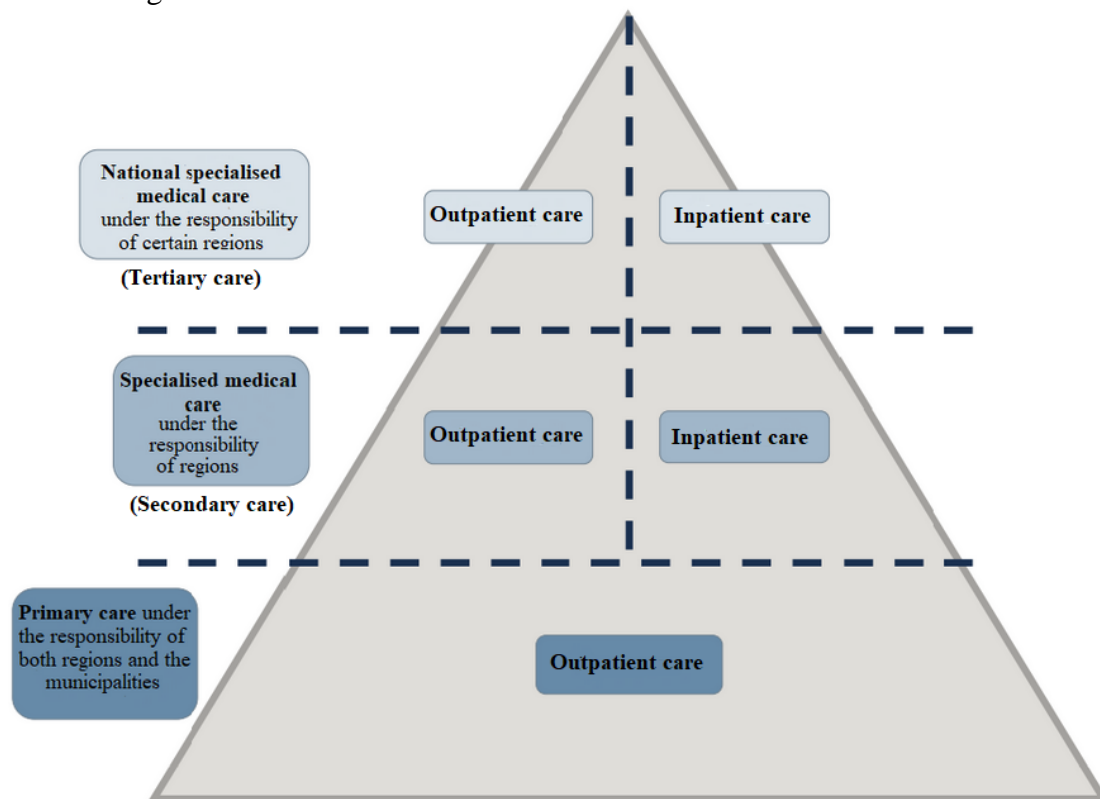 National specialised
medical care
under the responsibility
of certain regions
(Tertiary care)
Outpatient care
Inpatient care
Specialised medical
care
under the
responsibility
of regions
(Secondary care)
Outpatient care
Inpatient care
Primary care under
the responsibility of
both regions and the
municipalities
Outpatient care